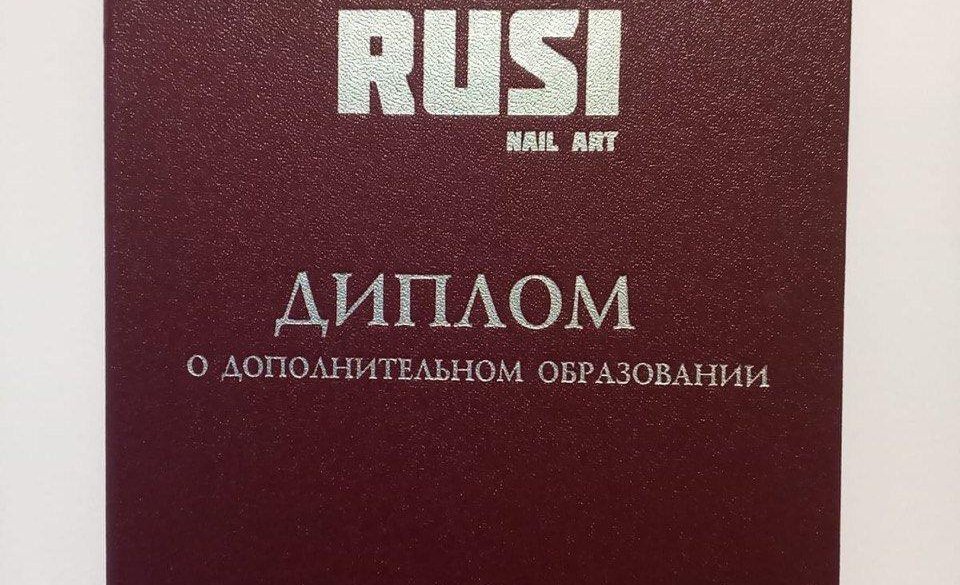 RUSI
NAIL ART
ДИПЛОМ
О ДОПОЛНИТЕЛЬНОМ ОБРАЗОВАНИИ